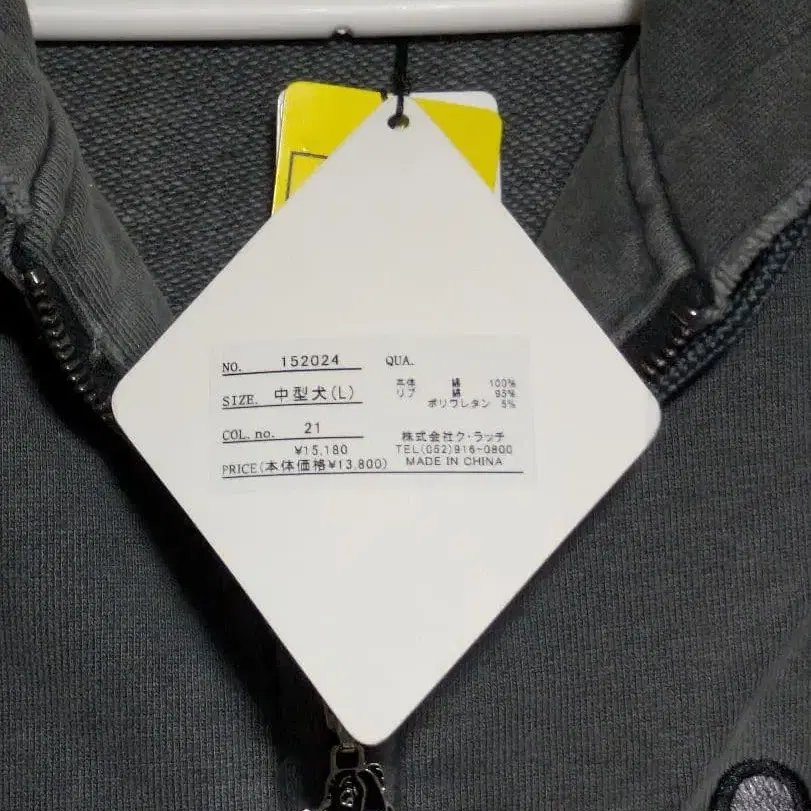 NO. 152024 QUA.
本体 綿 100%
リブ 綿 95%
SIZE. 中型犬(L)
ポリウレタン 5%
COL. no. 21
株式会社ク・ラッチ
¥15,180 TEL(052)916-0800
PRICE(本体価格¥13,800) MADE IN CHINA